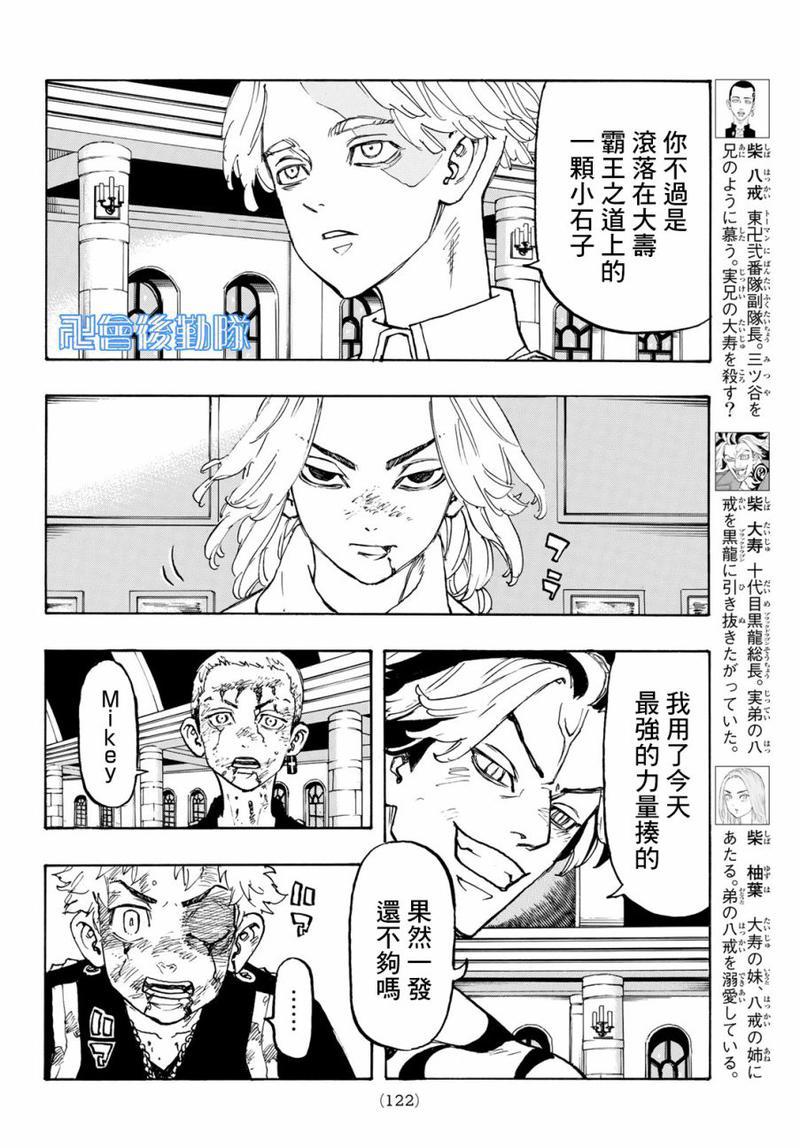 柴 八戒 東卍弐番隊副隊長。三ツ谷を
兄のように慕う。実兄の大寿を殺す？
柴 大寿 十代目黒龍総長。実弟の八
戒を黒龍に引き抜きたがっていた。
柴 柚葉 大寿の妹、八戒の姉に
あたる。弟の八戒を溺愛している。
你不過是
滾落在大壽
霸王之道上的
一顆小石子
卍會後勤隊
ペロ
我用了今天
最強的力量揍的
果然一發
還不夠嗎
Mikey
……
(122)